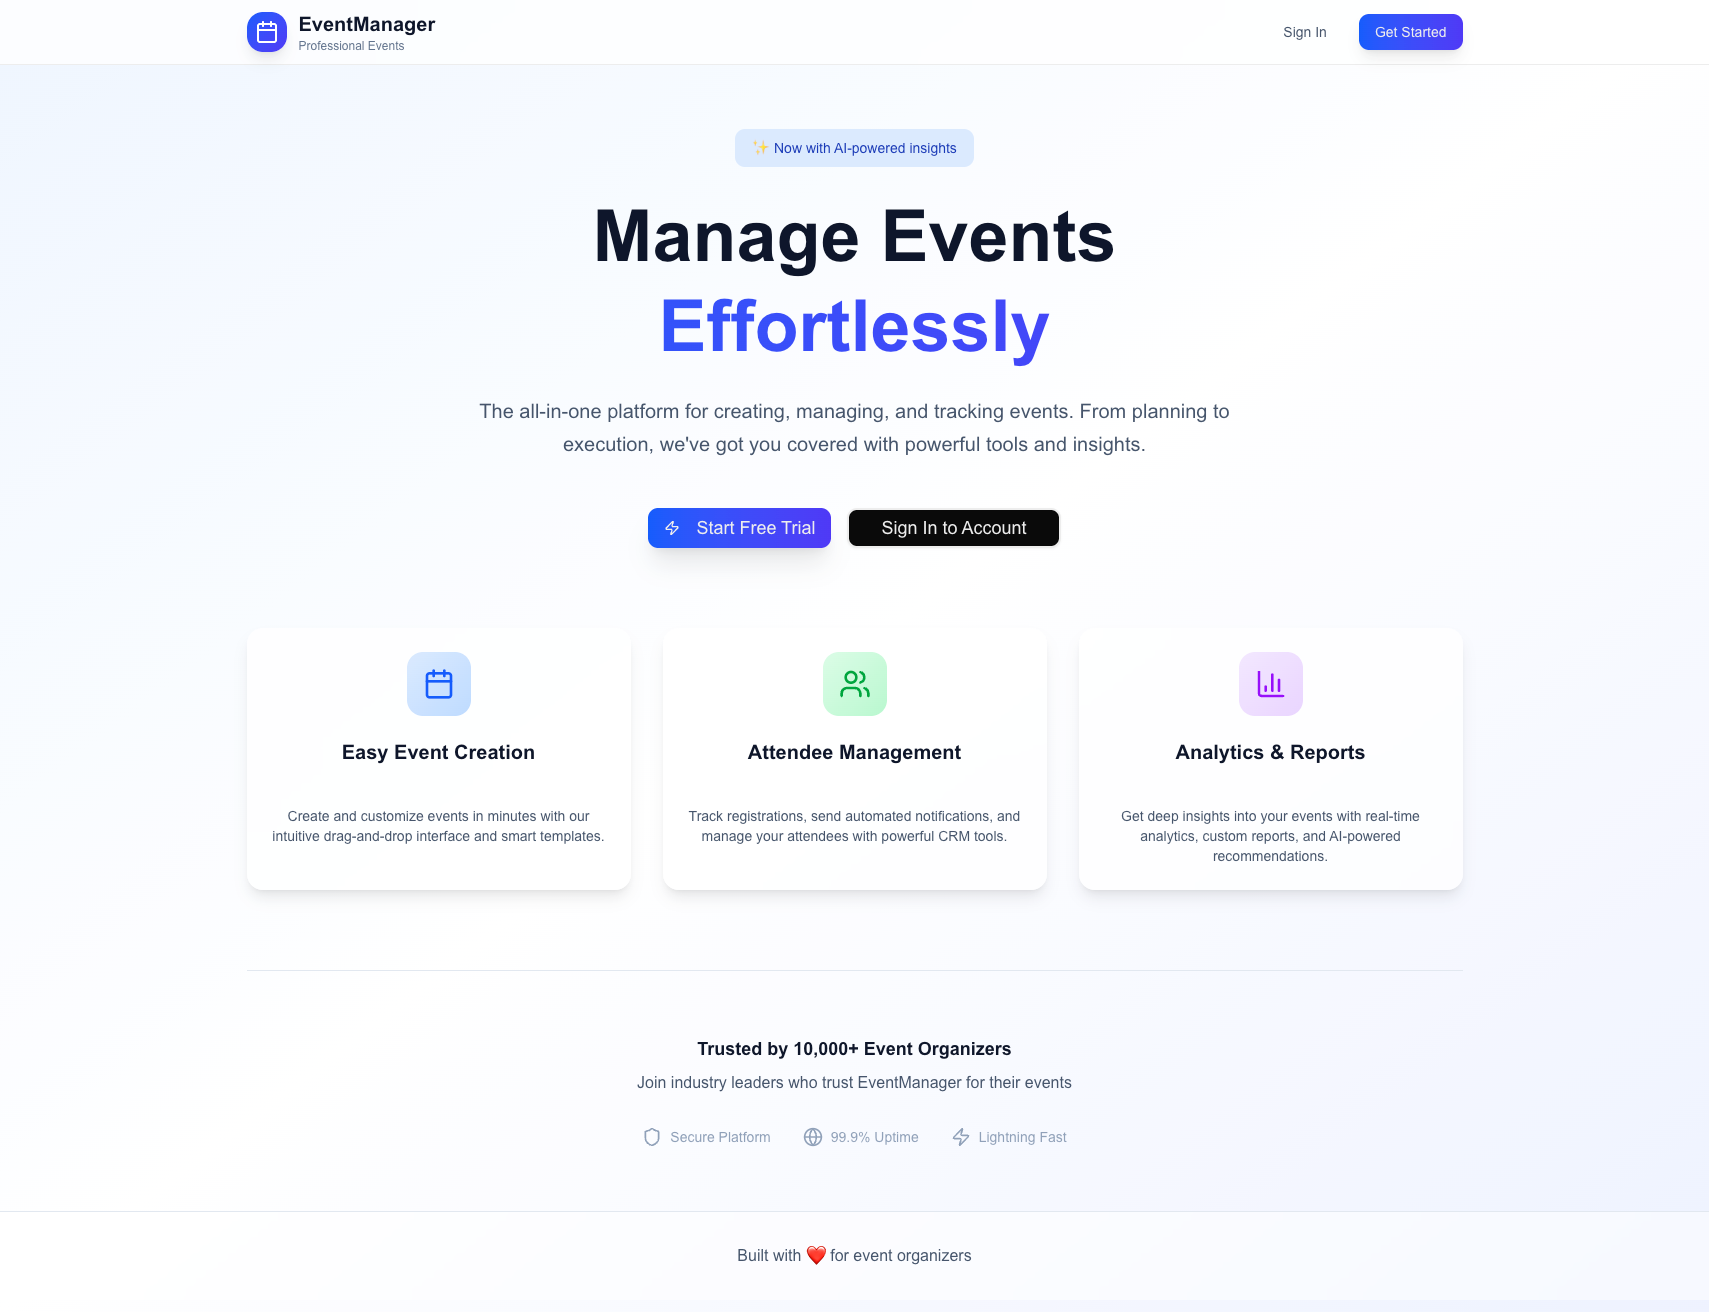 EventManager
Professional Events
Sign In
Get Started
✨ Now with AI-powered insights
Manage Events
Effortlessly
The all-in-one platform for creating, managing, and tracking events. From planning to
execution, we've got you covered with powerful tools and insights.
Start Free Trial
Sign In to Account
Easy Event Creation
Create and customize events in minutes with our
intuitive drag-and-drop interface and smart templates.
Attendee Management
Track registrations, send automated notifications, and
manage your attendees with powerful CRM tools.
Analytics & Reports
Get deep insights into your events with real-time
analytics, custom reports, and AI-powered
recommendations.
Trusted by 10,000+ Event Organizers
Join industry leaders who trust EventManager for their events
Secure Platform
99.9% Uptime
Lightning Fast
Built with ❤️ for event organizers